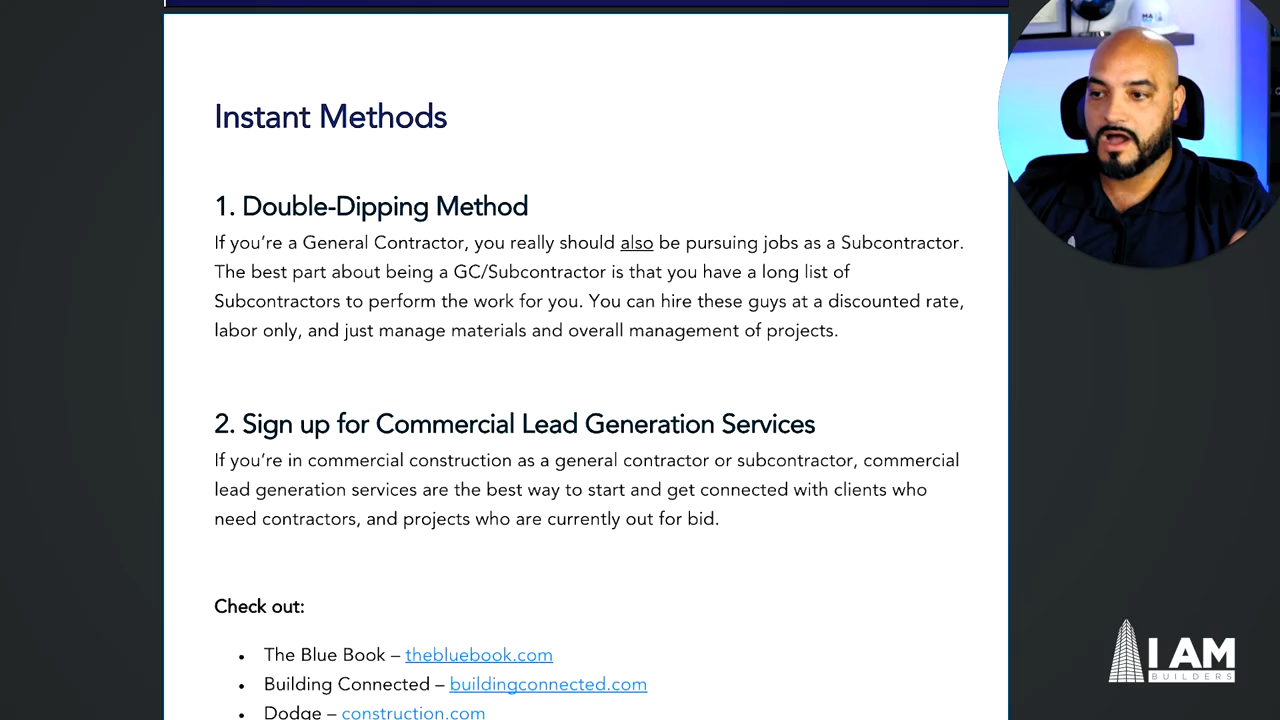 Instant Methods
1. Double-Dipping Method
If you're a General Contractor, you really should also be pursuing jobs as a Subcontractor.
The best part about being a GC/Subcontractor is that you have a long list of
Subcontractors to perform the work for you. You can hire these guys at a discounted rate,
labor only, and just manage materials and overall management of projects.
2. Sign up for Commercial Lead Generation Services
If you're in commercial construction as a general contractor or subcontractor, commercial
lead generation services are the best way to start and get connected with clients who
need contractors, and projects who are currently out for bid.
Check out:
• The Blue Book – thebluebook.com
• Building Connected – buildingconnected.com
• Dodge – construction.com
I AM
BUILDERS